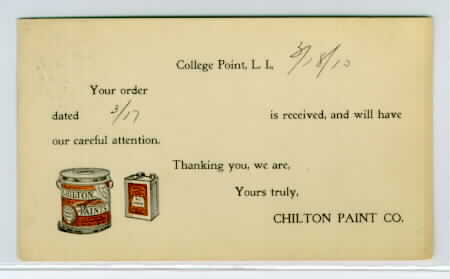 College Point, L. I. 3/18/10
Your order
dated 3/17 is received, and will have
our careful attention.
Thanking you, we are,
Yours truly,
CHILTON PAINT CO.
CHILTON
PAINTS